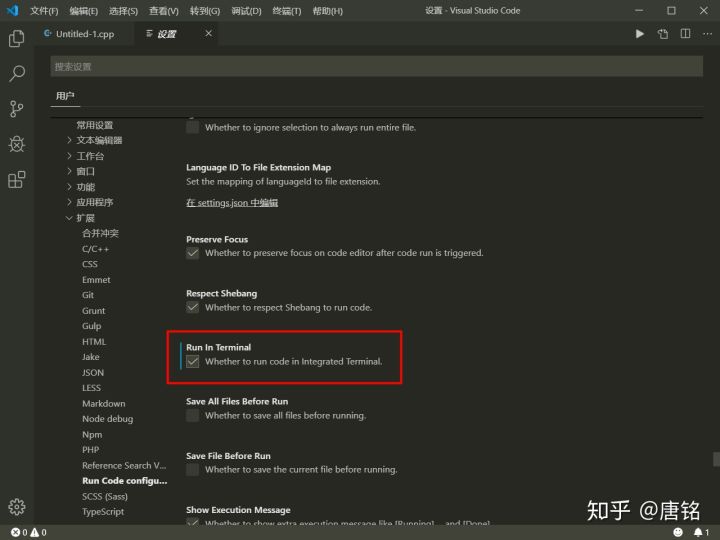 文件(F) 编辑(E) 选择(S) 查看(V) 转到(G) 调试(D) 终端(T) 帮助(H) 设置 - Visual Studio Code
Untitled-1.cpp 设置
搜索设置
用户
常用设置
文本编辑器
工作台
窗口
功能
应用程序
扩展
合并冲突
C/C++
CSS
Emmet
Git
Grunt
Gulp
HTML
Jake
JSON
LESS
Markdown
Node debug
Npm
PHP
Reference Search V...
Run Code configu...
SCSS (Sass)
TypeScript
Whether to ignore selection to always run entire file.
Language ID To File Extension Map
Set the mapping of languageId to file extension.
在 settings.json 中编辑
Preserve Focus
Whether to preserve focus on code editor after code run is triggered.
Respect Shebang
Whether to respect Shebang to run code.
Run In Terminal
Whether to run code in Integrated Terminal.
Save All Files Before Run
Whether to save all files before running.
Save File Before Run
Whether to save the current file before running.
Show Execution Message
Whether to show extra execution message like [Running] ... and [Done] ...
知乎 @唐铭
0 0 1